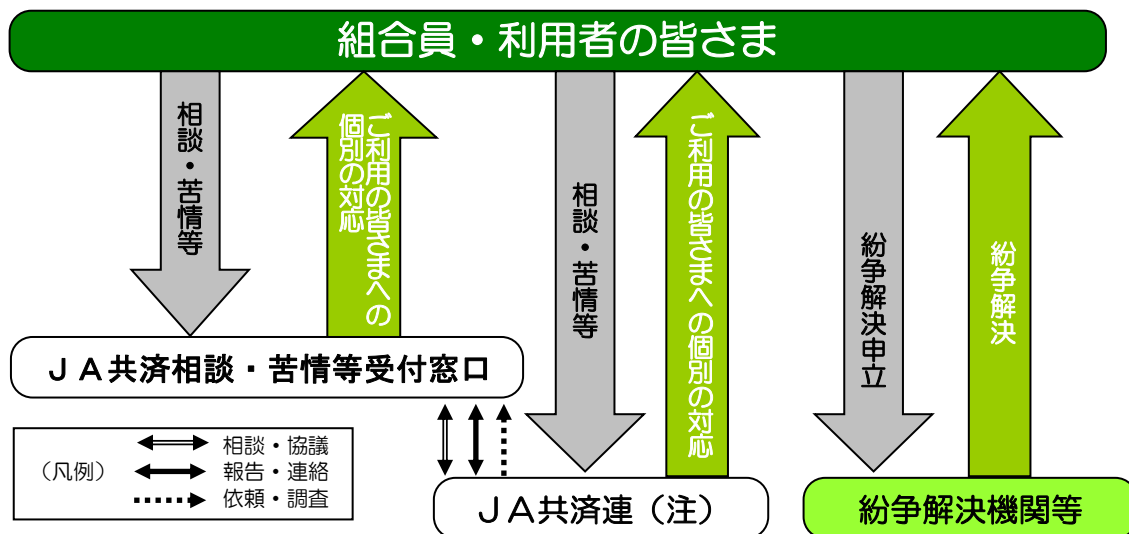 組合員・利用者の皆さま
相談・苦情等
ご利用の皆さまへの
個別の対応
相談・苦情等
ご利用の皆さまへの個別の対応
紛争解決申立
紛争解決
ＪＡ共済相談・苦情等受付窓口
（凡例）
相談・協議
報告・連絡
依頼・調査
ＪＡ共済連（注）
紛争解決機関等